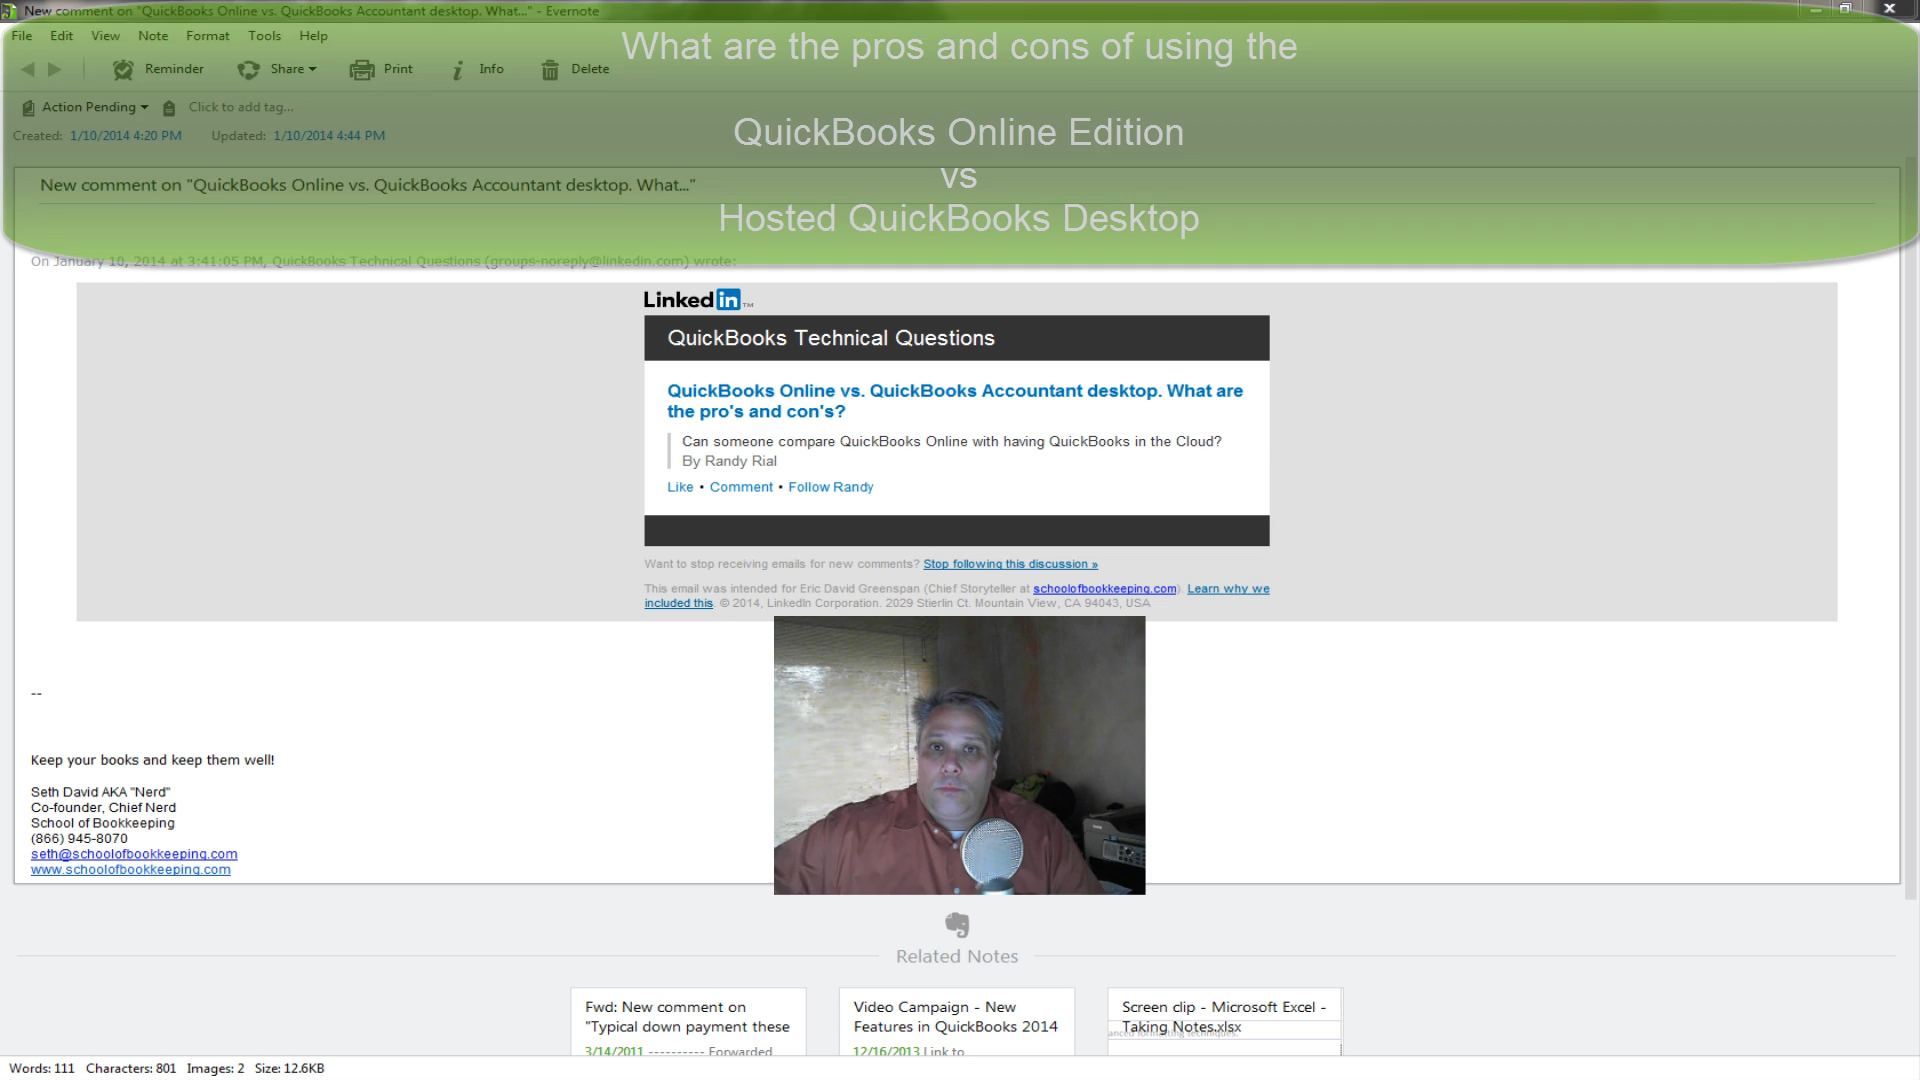 New comment on "QuickBooks Online vs. QuickBooks Accountant desktop. What..." - Evernote
File Edit View Note Format Tools Help
What are the pros and cons of using the
Reminder Share Print Info Delete
Action Pending Click to add tag...
QuickBooks Online Edition
Created: 1/10/2014 4:20 PM Updated: 1/10/2014 4:44 PM
vs
New comment on "QuickBooks Online vs. QuickBooks Accountant desktop. What..."
Hosted QuickBooks Desktop
On January 10, 2014 at 3:41:05 PM, QuickBooks Technical Questions (groups-noreply@linkedin.com) wrote:
Linked in TM
QuickBooks Technical Questions
QuickBooks Online vs. QuickBooks Accountant desktop. What are
the pro's and con's?
Can someone compare QuickBooks Online with having QuickBooks in the Cloud?
By Randy Rial
Like • Comment • Follow Randy
Want to stop receiving emails for new comments? Stop following this discussion »
This email was intended for Eric David Greenspan (Chief Storyteller at schoolofbookkeeping.com). Learn why we
included this. © 2014, LinkedIn Corporation. 2029 Stierlin Ct. Mountain View, CA 94043, USA
--
Keep your books and keep them well!
Seth David AKA "Nerd"
Co-founder, Chief Nerd
School of Bookkeeping
(866) 945-8070
seth@schoolofbookkeeping.com
www.schoolofbookkeeping.com
Related Notes
Fwd: New comment on
"Typical down payment these
3/14/2011 ---------- Forwarded
Video Campaign - New
Features in QuickBooks 2014
12/16/2013 Link to
Screen clip - Microsoft Excel -
Taking Notes.xlsx
Words: 111 Characters: 801 Images: 2 Size: 12.6KB